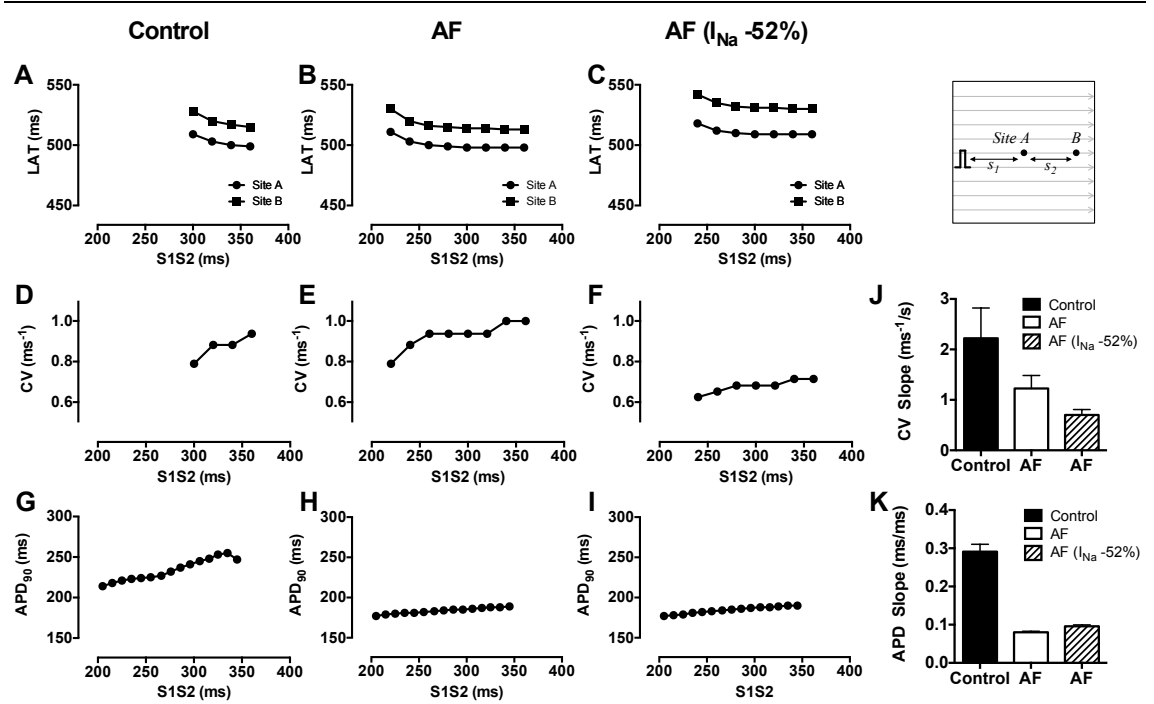 Control
AF
AF (INa -52%)
A
550
500
450
LAT (ms)
Site A
Site B
200 250 300 350 400
S1S2 (ms)
B
550
500
450
LAT (ms)
Site A
Site B
200 250 300 350 400
S1S2 (ms)
C
550
500
450
LAT (ms)
Site A
Site B
200 250 300 350 400
S1S2 (ms)
Site A B
s1 s2
D
1.0
0.8
0.6
CV (ms-1)
200 250 300 350 400
S1S2 (ms)
E
1.0
0.8
0.6
CV (ms-1)
200 250 300 350 400
S1S2 (ms)
F
1.0
0.8
0.6
CV (ms-1)
200 250 300 350 400
S1S2 (ms)
J
3
2
1
0
CV Slope (ms-1/s)
Control
AF
AF (INa -52%)
Control AF AF
G
300
250
200
150
APD90 (ms)
200 250 300 350 400
S1S2 (ms)
H
300
250
200
150
APD90 (ms)
200 250 300 350 400
S1S2 (ms)
I
300
250
200
150
APD90 (ms)
200 250 300 350 400
S1S2
K
0.4
0.3
0.2
0.1
0.0
APD Slope (ms/ms)
Control
AF
AF (INa -52%)
Control AF AF